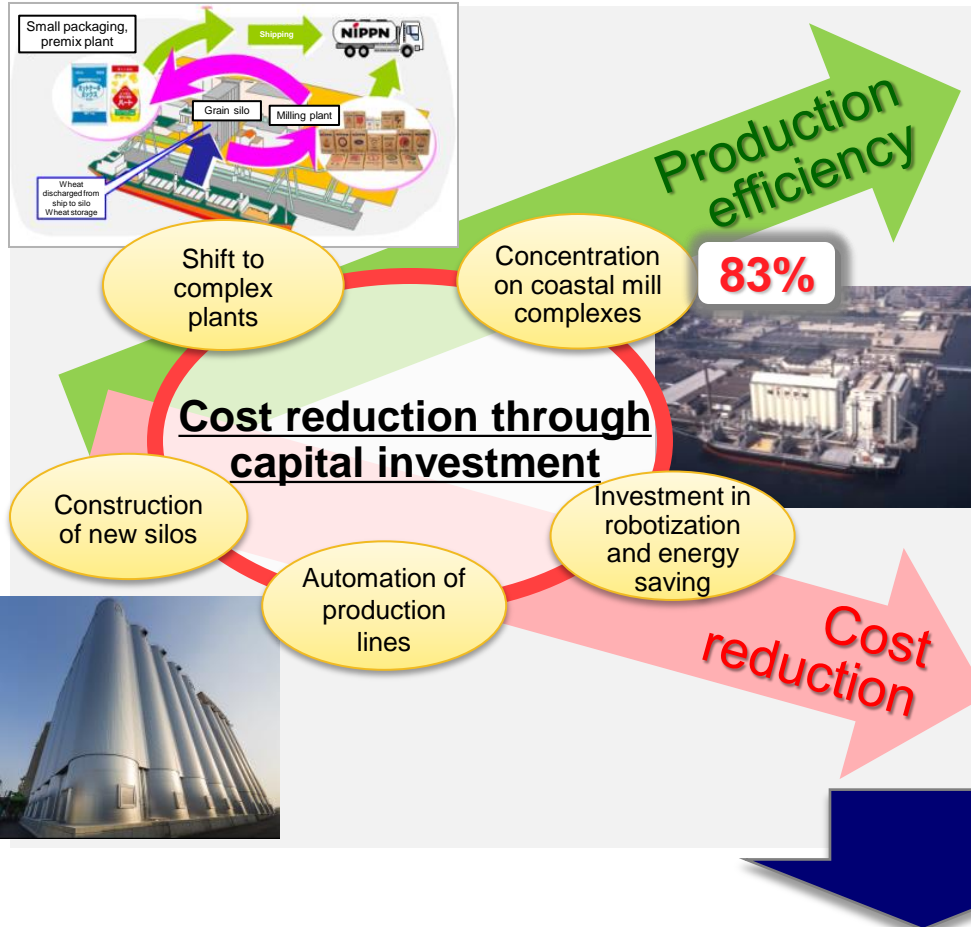 Small packaging,
premix plant
Shipping
NIPPN
Grain silo
Milling plant
Wheat
discharged from
ship to silo
Wheat storage
Production
efficiency
Shift to
complex
plants
Concentration
on coastal mill
complexes
83%
Cost reduction through
capital investment
Construction
of new silos
Investment in
robotization
and energy
saving
Automation of
production
lines
Cost
reduction